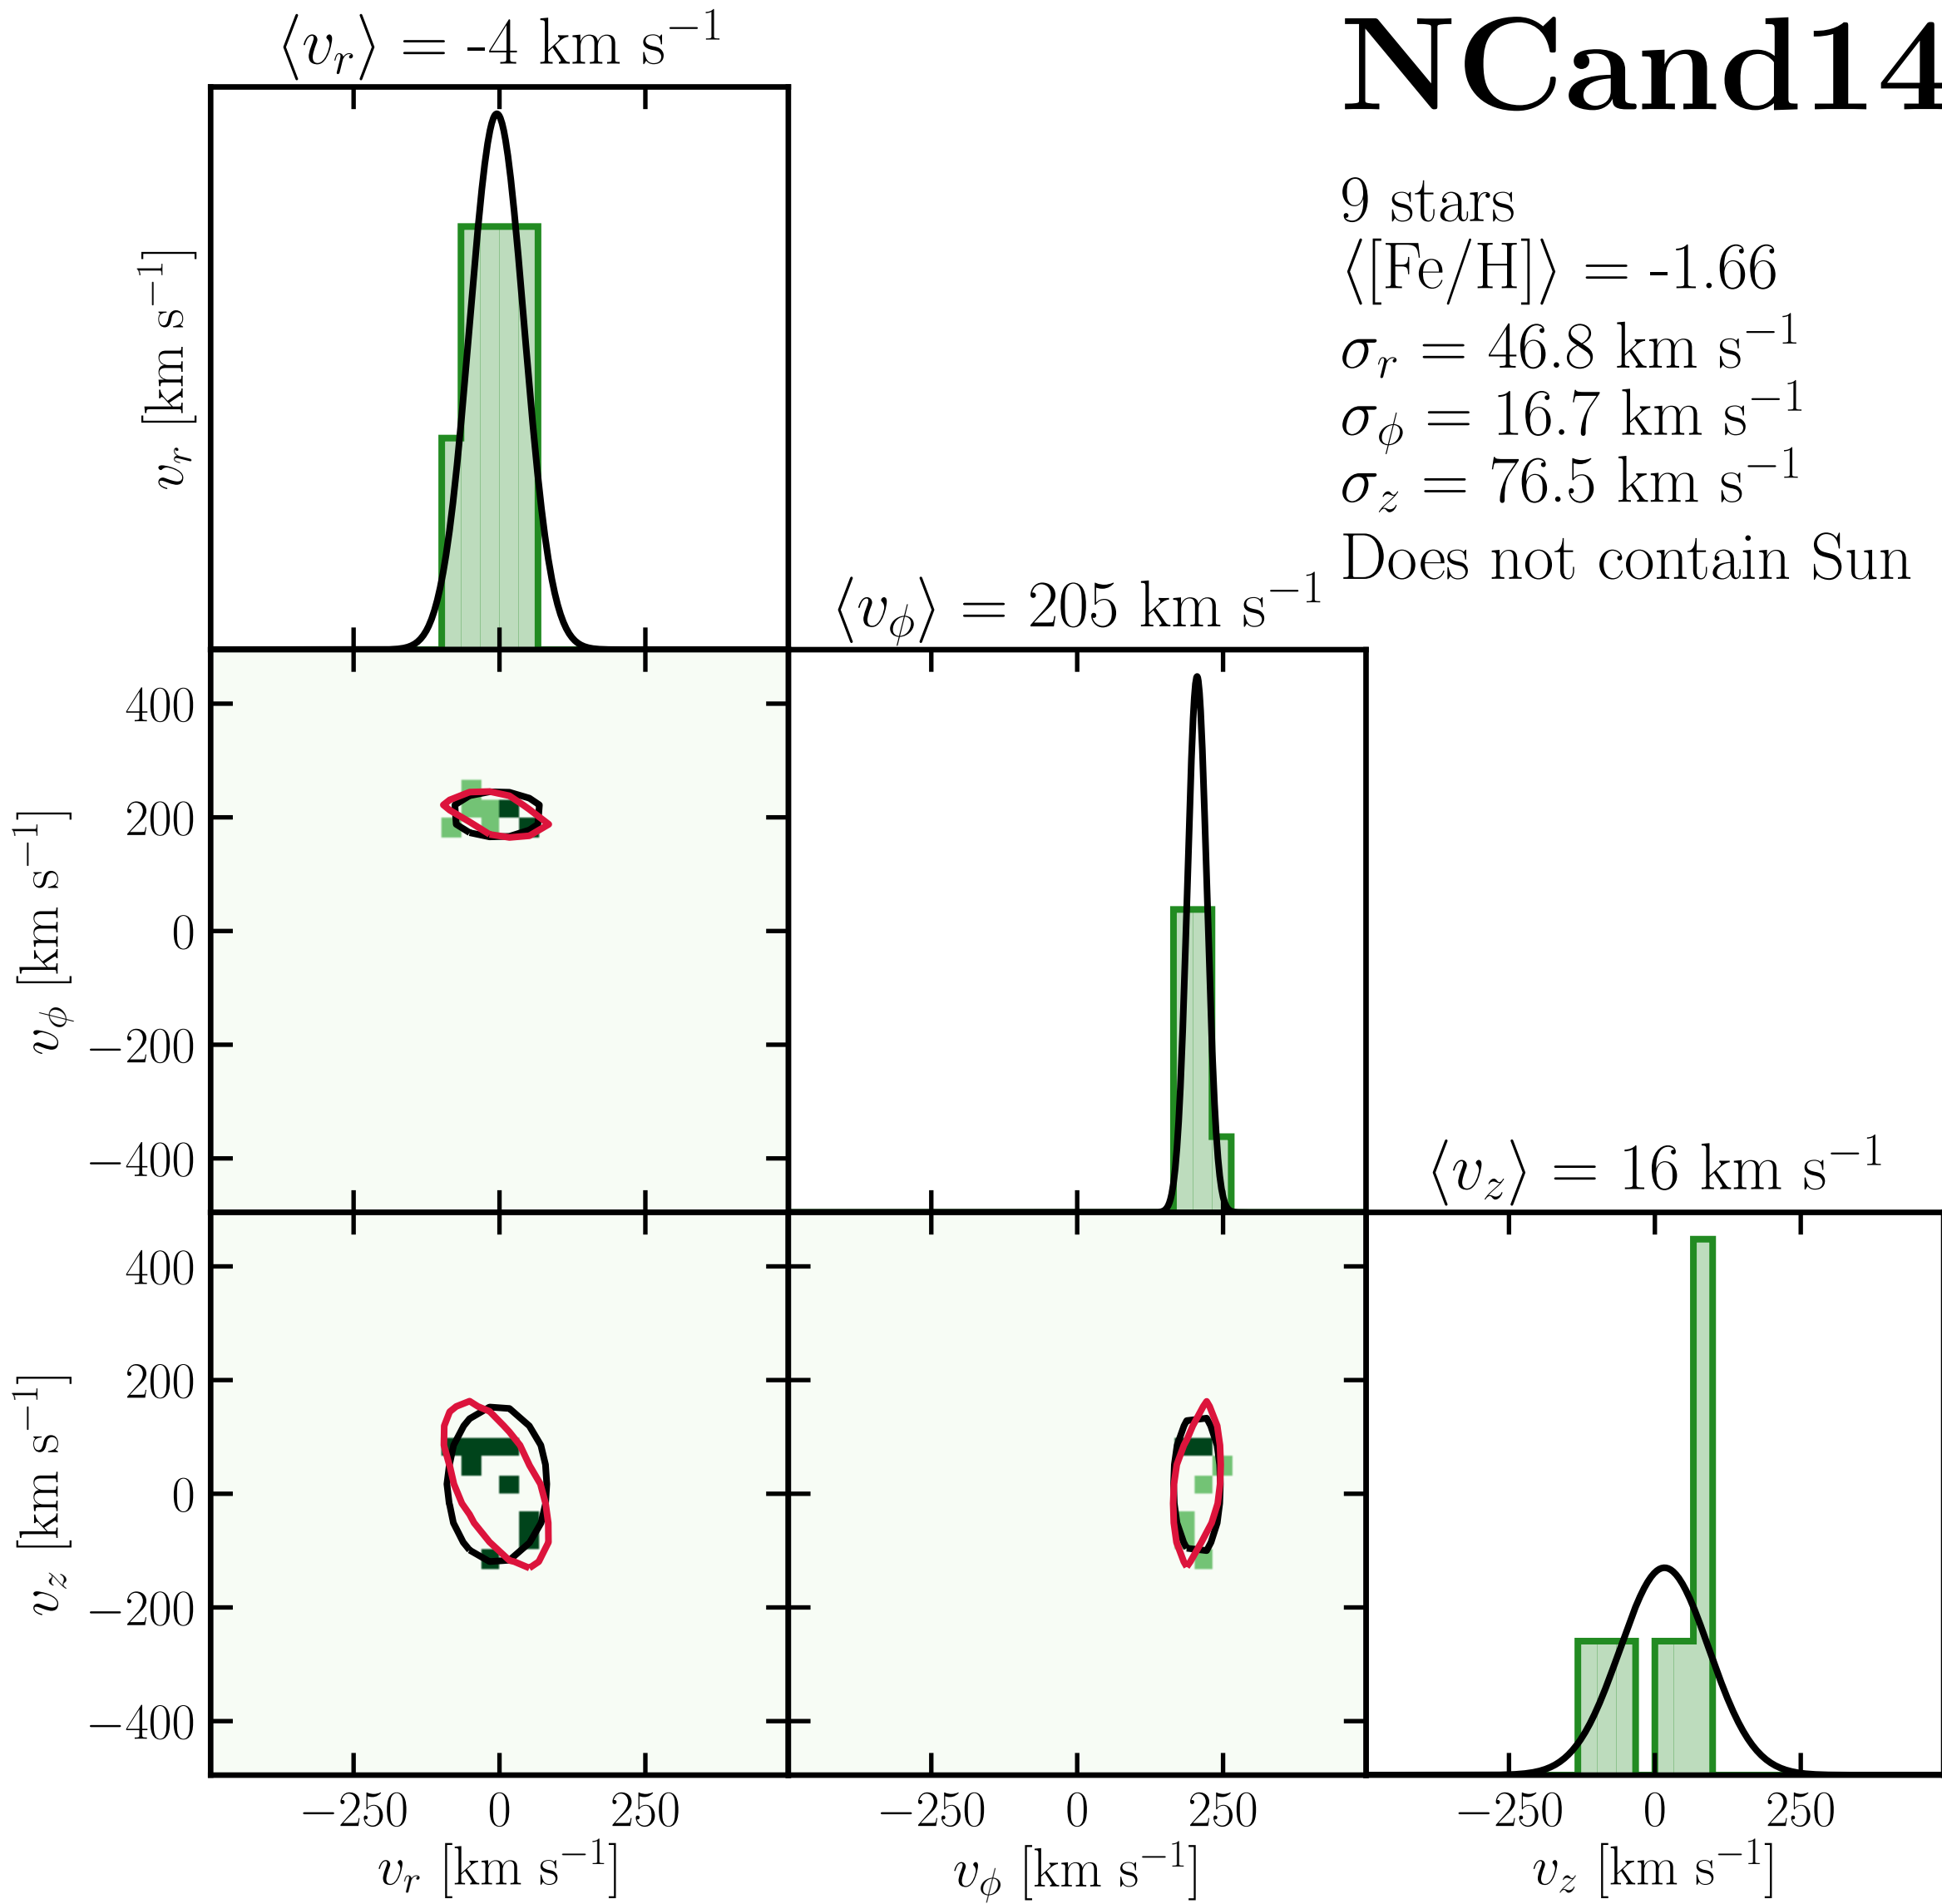 NCand14
⟨v_r⟩ = -4 km s⁻¹
9 stars
⟨[Fe/H]⟩ = -1.66
σ_r = 46.8 km s⁻¹
σ_ϕ = 16.7 km s⁻¹
σ_z = 76.5 km s⁻¹
Does not contain Sun
v_r [km s⁻¹]
⟨v_ϕ⟩ = 205 km s⁻¹
400
200
0
−200
−400
v_ϕ [km s⁻¹]
⟨v_z⟩ = 16 km s⁻¹
400
200
0
−200
−400
v_z [km s⁻¹]
−250 0 250
−250 0 250
−250 0 250
v_r [km s⁻¹]
v_ϕ [km s⁻¹]
v_z [km s⁻¹]